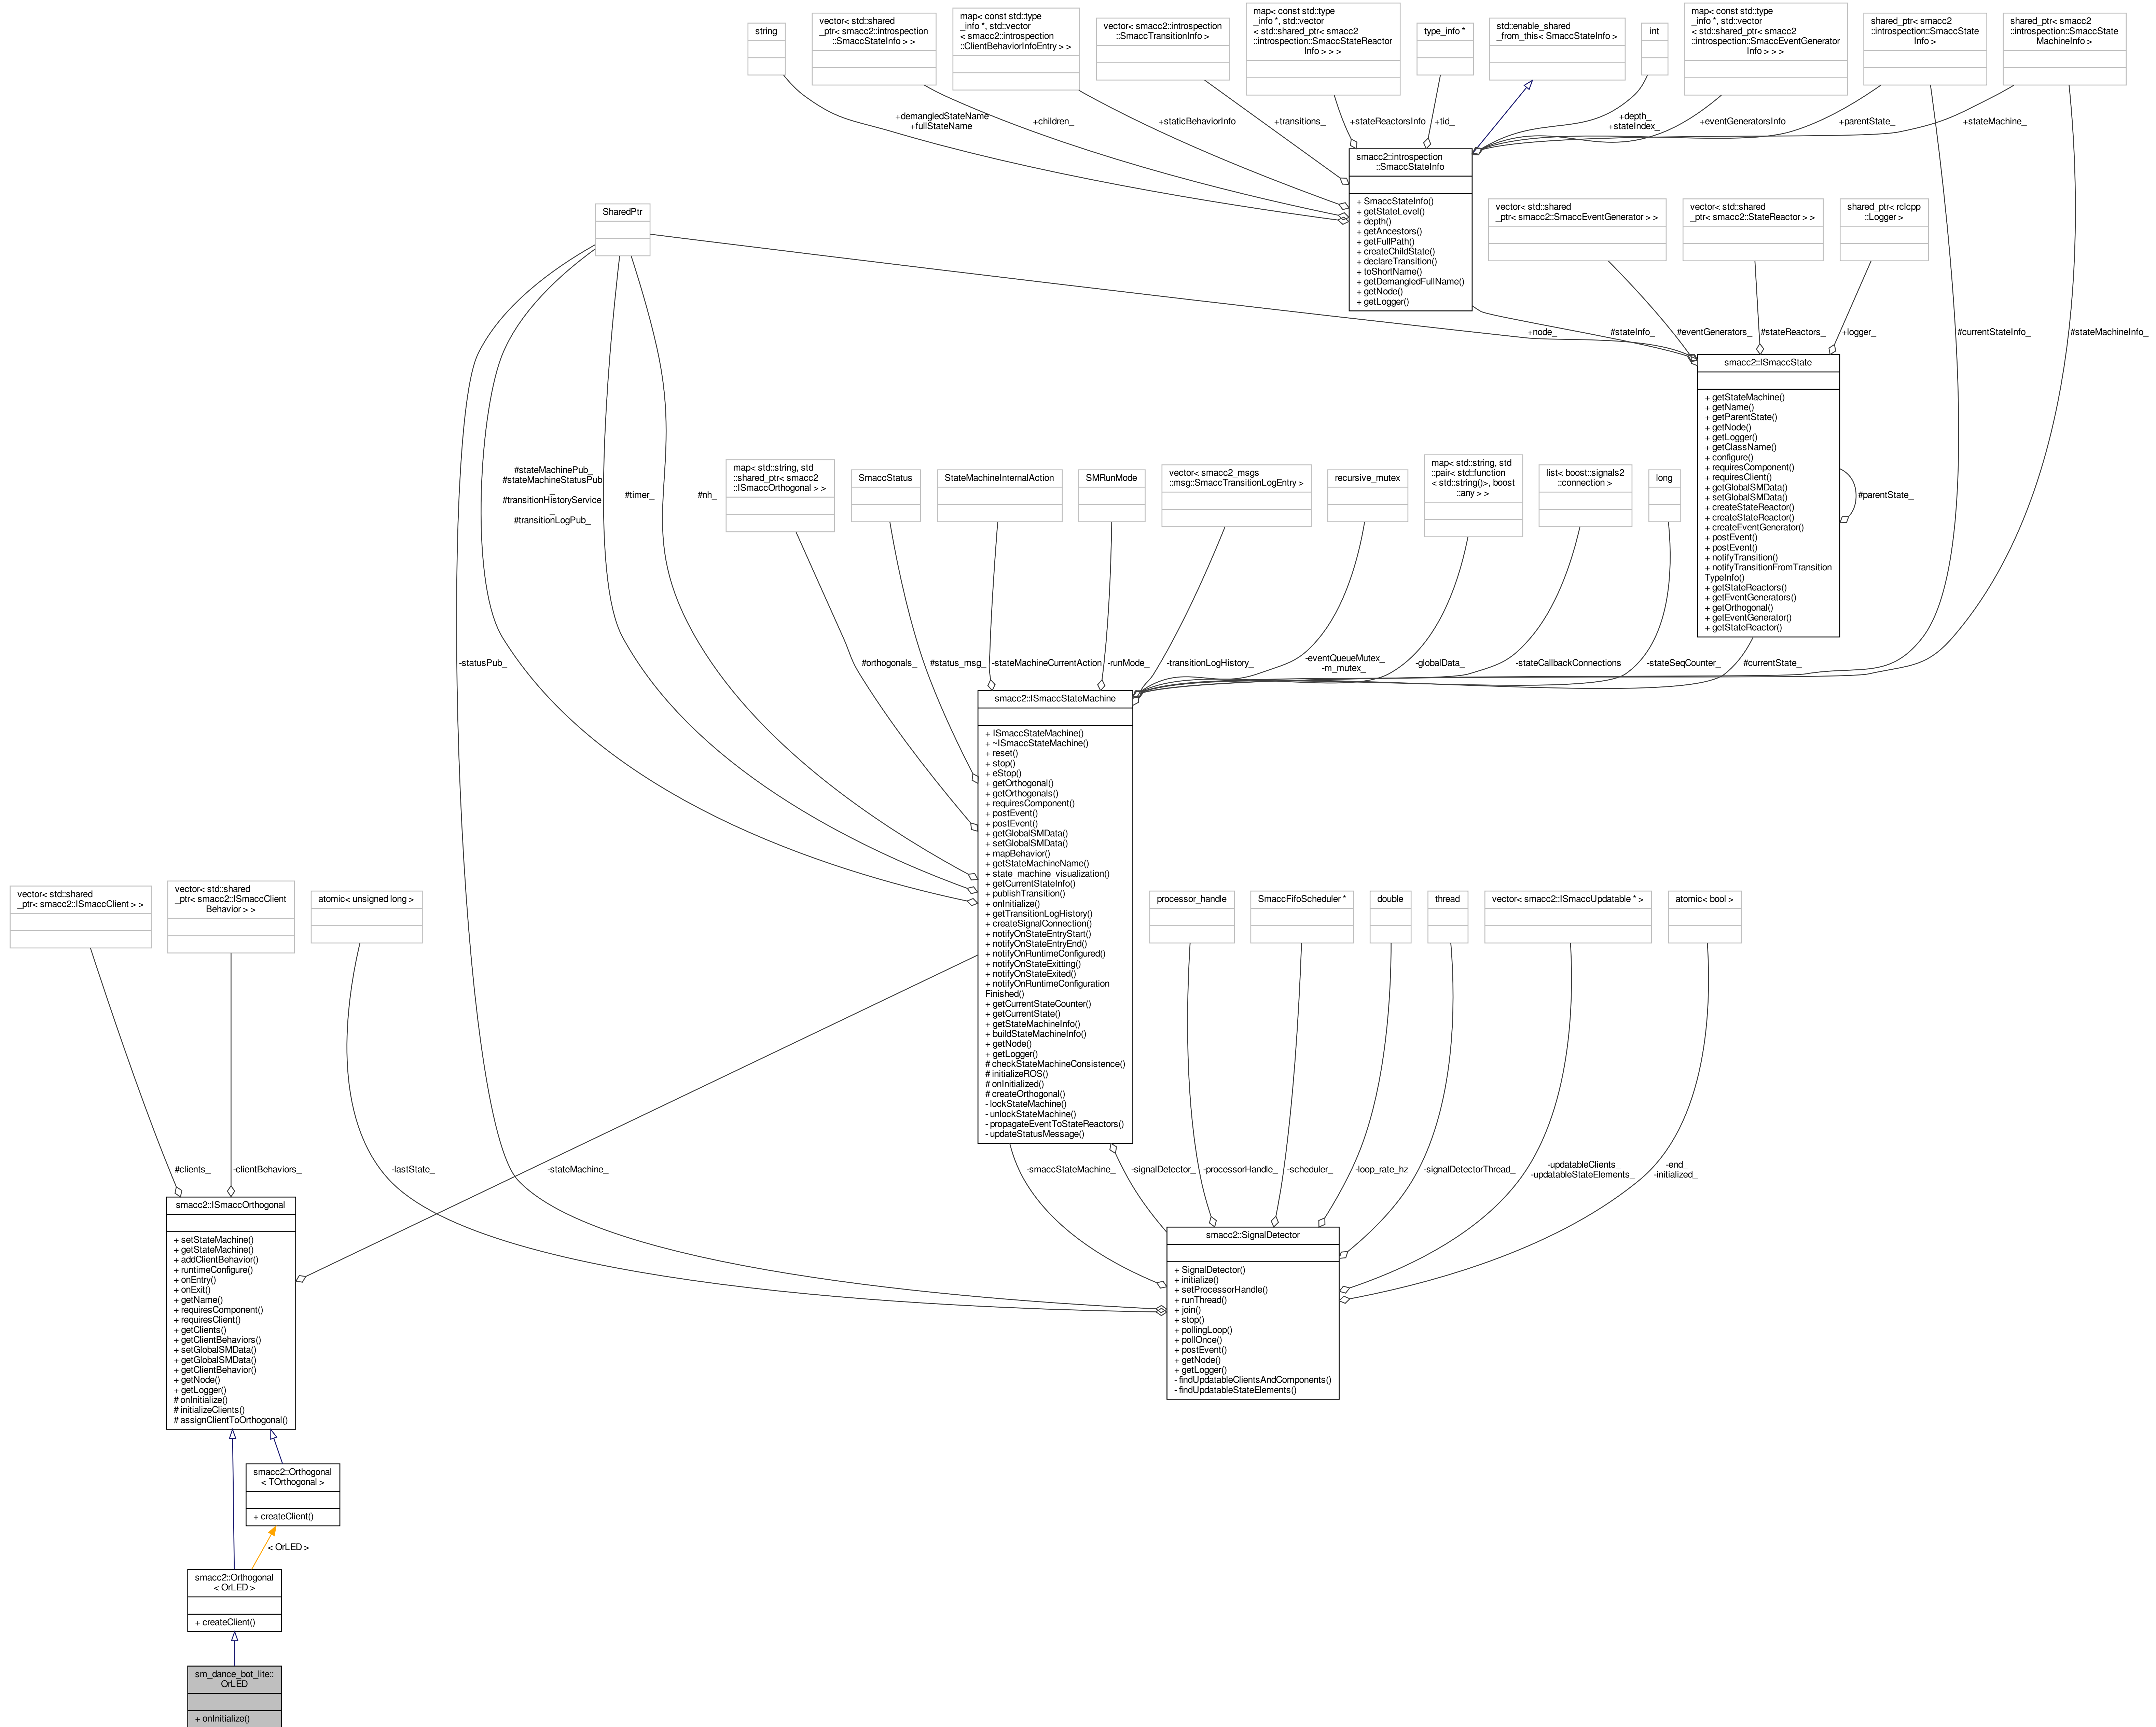 string
vector< std::shared
_ptr< smacc2::introspection
::SmaccStateInfo > >
map< const std::type
_info *, std::vector
< smacc2::introspection
::ClientBehaviorInfoEntry > >
vector< smacc2::introspection
::SmaccTransitionInfo >
map< const std::type
_info *, std::vector
< std::shared_ptr< smacc2
::introspection::SmaccStateReactor
Info > > >
type_info *
std::enable_shared
_from_this< SmaccStateInfo >
int
map< const std::type
_info *, std::vector
< std::shared_ptr< smacc2
::introspection::SmaccEventGenerator
Info > > >
shared_ptr< smacc2
::introspection::SmaccState
Info >
shared_ptr< smacc2
::introspection::SmaccState
MachineInfo >
+demangledStateName
+fullStateName
+children_
+staticBehaviorInfo
+transitions_
+stateReactorsInfo
+tid_
+depth_
+stateIndex_
+eventGeneratorsInfo
+parentState_
+stateMachine_
smacc2::introspection
::SmaccStateInfo
+ SmaccStateInfo()
+ getStateLevel()
+ depth()
+ getAncestors()
+ getFullPath()
+ createChildState()
+ declareTransition()
+ toShortName()
+ getDemangledFullName()
+ getNode()
+ getLogger()
SharedPtr
vector< std::shared
_ptr< smacc2::SmaccEventGenerator > >
vector< std::shared
_ptr< smacc2::StateReactor > >
shared_ptr< rclcpp
::Logger >
+node_
#stateInfo_
#eventGenerators_
#stateReactors_
+logger_
#currentStateInfo_
#stateMachineInfo_
smacc2::ISmaccState
+ getStateMachine()
+ getName()
+ getParentState()
+ getNode()
+ getLogger()
+ getClassName()
+ configure()
+ requiresComponent()
+ requiresClient()
+ getGlobalSMData()
+ setGlobalSMData()
+ createStateReactor()
+ createStateReactor()
+ createEventGenerator()
+ postEvent()
+ postEvent()
+ notifyTransition()
+ notifyTransitionFromTransition
TypeInfo()
+ getStateReactors()
+ getEventGenerators()
+ getOrthogonal()
+ getEventGenerator()
+ getStateReactor()
#parentState_
#stateMachinePub_
#stateMachineStatusPub
_
#transitionHistoryService
_
#transitionLogPub_
#timer_
#nh_
map< std::string, std
::shared_ptr< smacc2
::ISmaccOrthogonal > >
SmaccStatus
StateMachineInternalAction
SMRunMode
vector< smacc2_msgs
::msg::SmaccTransitionLogEntry >
recursive_mutex
map< std::string, std
::pair< std::function
< std::string()>, boost
::any > >
list< boost::signals2
::connection >
long
-statusPub_
#orthogonals_
#status_msg_
-stateMachineCurrentAction
-runMode_
-transitionLogHistory_
-eventQueueMutex_
-m_mutex_
-globalData_
-stateCallbackConnections
-stateSeqCounter_
#currentState_
smacc2::ISmaccStateMachine
+ ISmaccStateMachine()
+ ~ISmaccStateMachine()
+ reset()
+ stop()
+ eStop()
+ getOrthogonal()
+ getOrthogonals()
+ requiresComponent()
+ postEvent()
+ postEvent()
+ getGlobalSMData()
+ setGlobalSMData()
+ mapBehavior()
+ getStateMachineName()
+ state_machine_visualization()
+ getCurrentStateInfo()
+ publishTransition()
+ onInitialize()
+ getTransitionLogHistory()
+ createSignalConnection()
+ notifyOnStateEntryStart()
+ notifyOnStateEntryEnd()
+ notifyOnRuntimeConfigured()
+ notifyOnStateExitting()
+ notifyOnStateExited()
+ notifyOnRuntimeConfiguration
Finished()
+ getCurrentStateCounter()
+ getCurrentState()
+ getStateMachineInfo()
+ buildStateMachineInfo()
+ getNode()
+ getLogger()
# checkStateMachineConsistence()
# initializeROS()
# onInitialized()
# createOrthogonal()
- lockStateMachine()
- unlockStateMachine()
- propagateEventToStateReactors()
- updateStatusMessage()
vector< std::shared
_ptr< smacc2::ISmaccClient > >
vector< std::shared
_ptr< smacc2::ISmaccClient
Behavior > >
atomic< unsigned long >
processor_handle
SmaccFifoScheduler *
double
thread
vector< smacc2::ISmaccUpdatable * >
atomic< bool >
#clients_
-clientBehaviors_
-lastState_
-stateMachine_
-smaccStateMachine_
-signalDetector_
-processorHandle_
-scheduler_
-loop_rate_hz
-signalDetectorThread_
-updatableClients_
-updatableStateElements_
-end_
-initialized_
smacc2::ISmaccOrthogonal
+ setStateMachine()
+ getStateMachine()
+ addClientBehavior()
+ runtimeConfigure()
+ onEntry()
+ onExit()
+ getName()
+ requiresComponent()
+ requiresClient()
+ getClients()
+ getClientBehaviors()
+ setGlobalSMData()
+ getGlobalSMData()
+ getClientBehavior()
+ getNode()
+ getLogger()
# onInitialize()
# initializeClients()
# assignClientToOrthogonal()
smacc2::SignalDetector
+ SignalDetector()
+ initialize()
+ setProcessorHandle()
+ runThread()
+ join()
+ stop()
+ pollingLoop()
+ pollOnce()
+ postEvent()
+ getNode()
+ getLogger()
- findUpdatableClientsAndComponents()
- findUpdatableStateElements()
smacc2::Orthogonal
< TOrthogonal >
+ createClient()
< OrLED >
smacc2::Orthogonal
< OrLED >
+ createClient()
sm_dance_bot_lite::
OrLED
+ onInitialize()